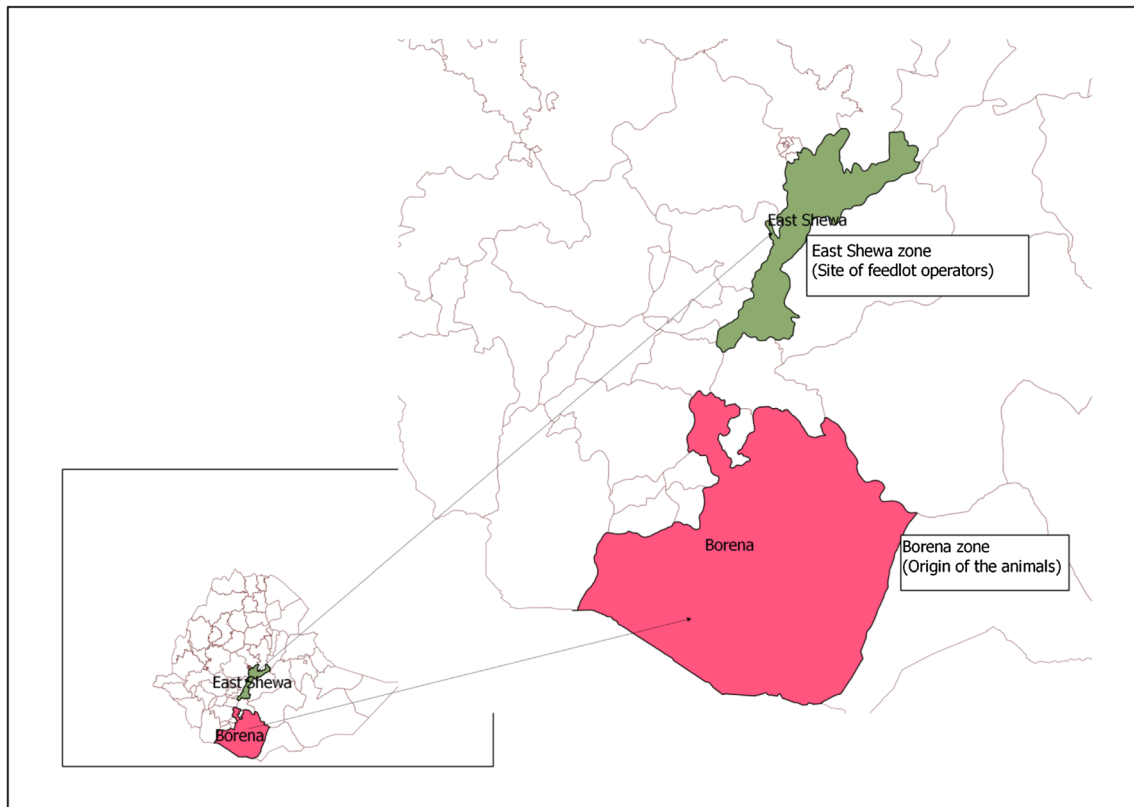 East Shewa
East Shewa zone
(Site of feedlot operators)
Borena
Borena zone
(Origin of the animals)
East Shewa
Borena